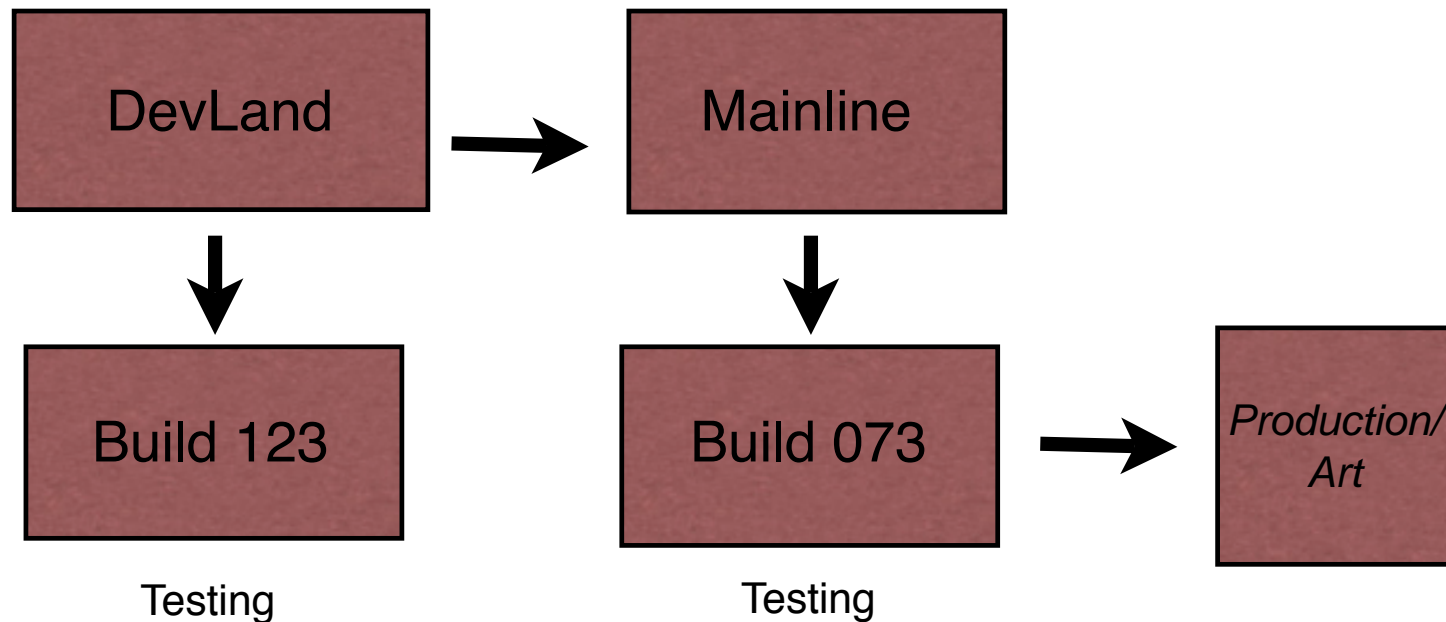 DevLand
Mainline
Build 123
Build 073
Production/
Art
Testing
Testing